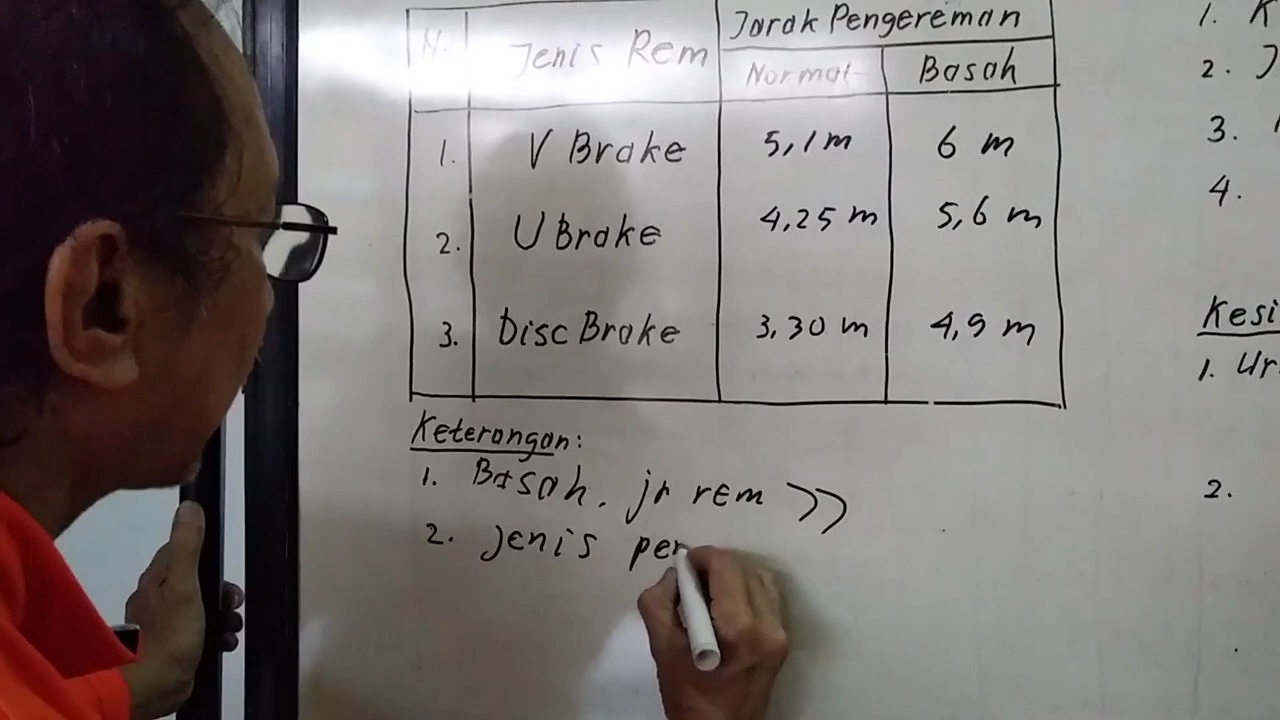 No. Jenis Rem Jarak Pengereman
Normal Basah
1. V Brake 5,1 m 6 m
2. U Brake 4,25 m 5,6 m
3. Disc Brake 3,30 m 4,9 m
Keterangan:
1. Basah. jr rem >>
2. Jenis per
1. K
2. J
3.
4.
Kesi
1. Ur
2.